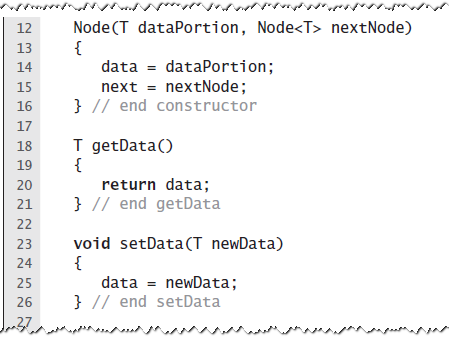 12 Node(T dataPortion, Node<T> nextNode)
13 {
14 data = dataPortion;
15 next = nextNode;
16 } // end constructor
17
18 T getData()
19 {
20 return data;
21 } // end getData
22
23 void setData(T newData)
24 {
25 data = newData;
26 } // end setData
27